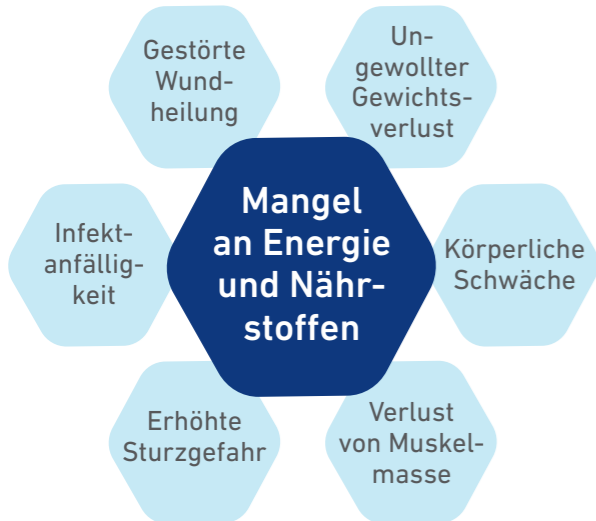 Gestörte
Wund-
heilung
Un-
gewollter
Gewichts-
verlust
Mangel
an Energie
und Nähr-
stoffen
Infekt-
anfällig-
keit
Körperliche
Schwäche
Erhöhte
Sturzgefahr
Verlust
von Muskel-
masse